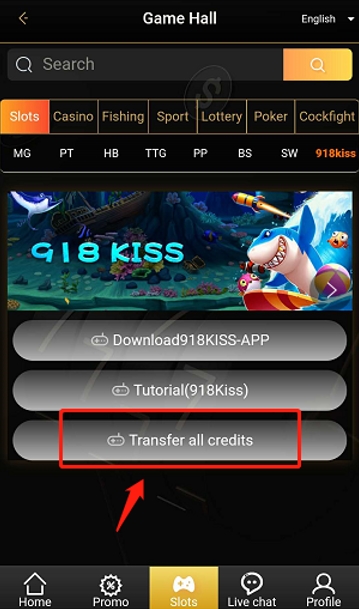 Game Hall
English
Search
Slots Casino Fishing Sport Lottery Poker Cockfight
MG PT HB TTG PP BS SW 918kiss
918 KISS
Download918KISS-APP
Tutorial(918Kiss)
Transfer all credits
Home Promo Slots Live chat Profile